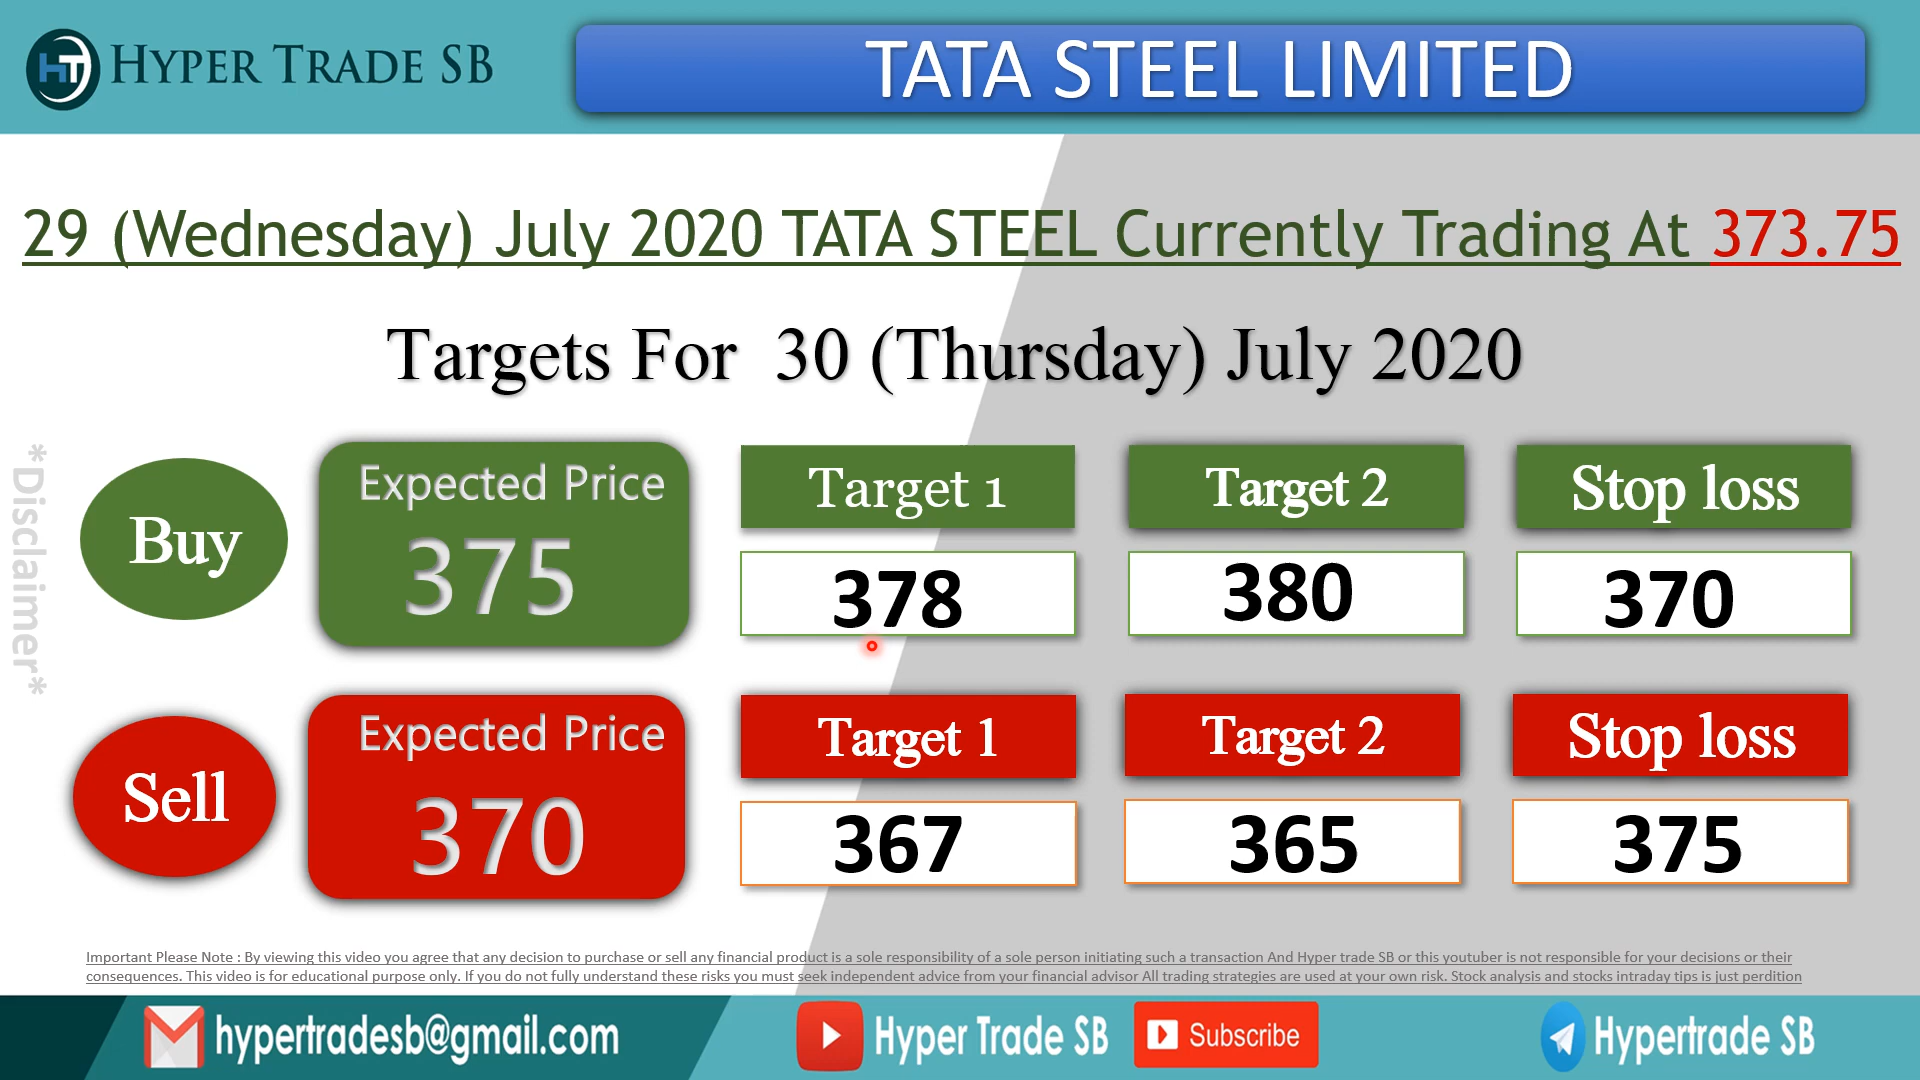 HT HYPER TRADE SB
TATA STEEL LIMITED
29 (Wednesday) July 2020 TATA STEEL Currently Trading At 373.75
Targets For 30 (Thursday) July 2020
*Disclaimer*
Buy
Expected Price
375
Target 1
378
Target 2
380
Stop loss
370
Sell
Expected Price
370
Target 1
367
Target 2
365
Stop loss
375
Important Please Note : By viewing this video you agree that any decision to purchase or sell any financial product is a sole responsibility of a sole person initiating such a transaction And Hyper trade SB or this youtuber is not responsible for your decisions or their
consequences. This video is for educational purpose only. If you do not fully understand these risks you must seek independent advice from your financial advisor All trading strategies are used at your own risk. Stock analysis and stocks intraday tips is just perdition
hypertradesb@gmail.com
Hyper Trade SB
Subscribe
Hypertrade SB